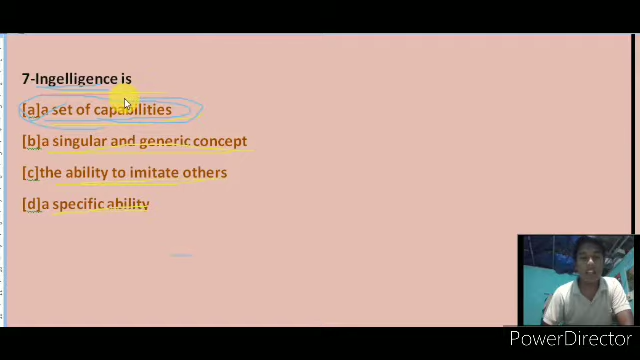 7-Ingelligence is
[a]a set of capabilities
[b]a singular and generic concept
[c]the ability to imitate others
[d]a specific ability
PowerDirector